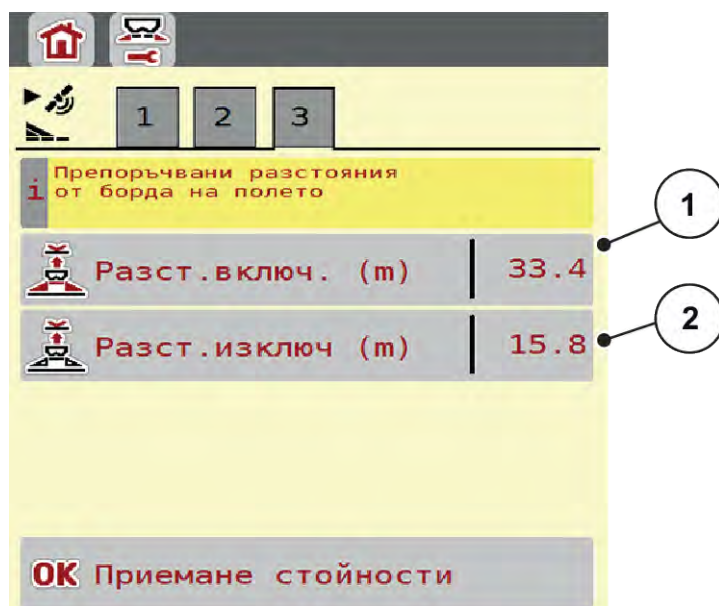 1 2 3
i Препоръчвани разстояния
от борда на полето
1
Разст.включ. (m) 33.4
2
Разст.изключ (m) 15.8
OK Приемане стойности